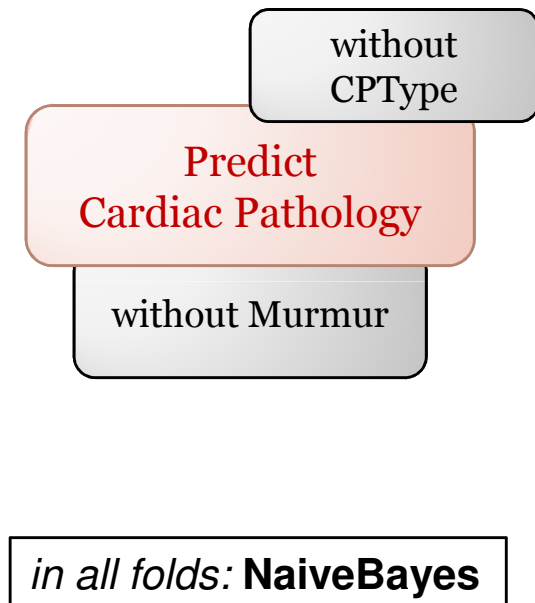 without
CPType
Predict
Cardiac Pathology
without Murmur
in all folds: NaiveBayes